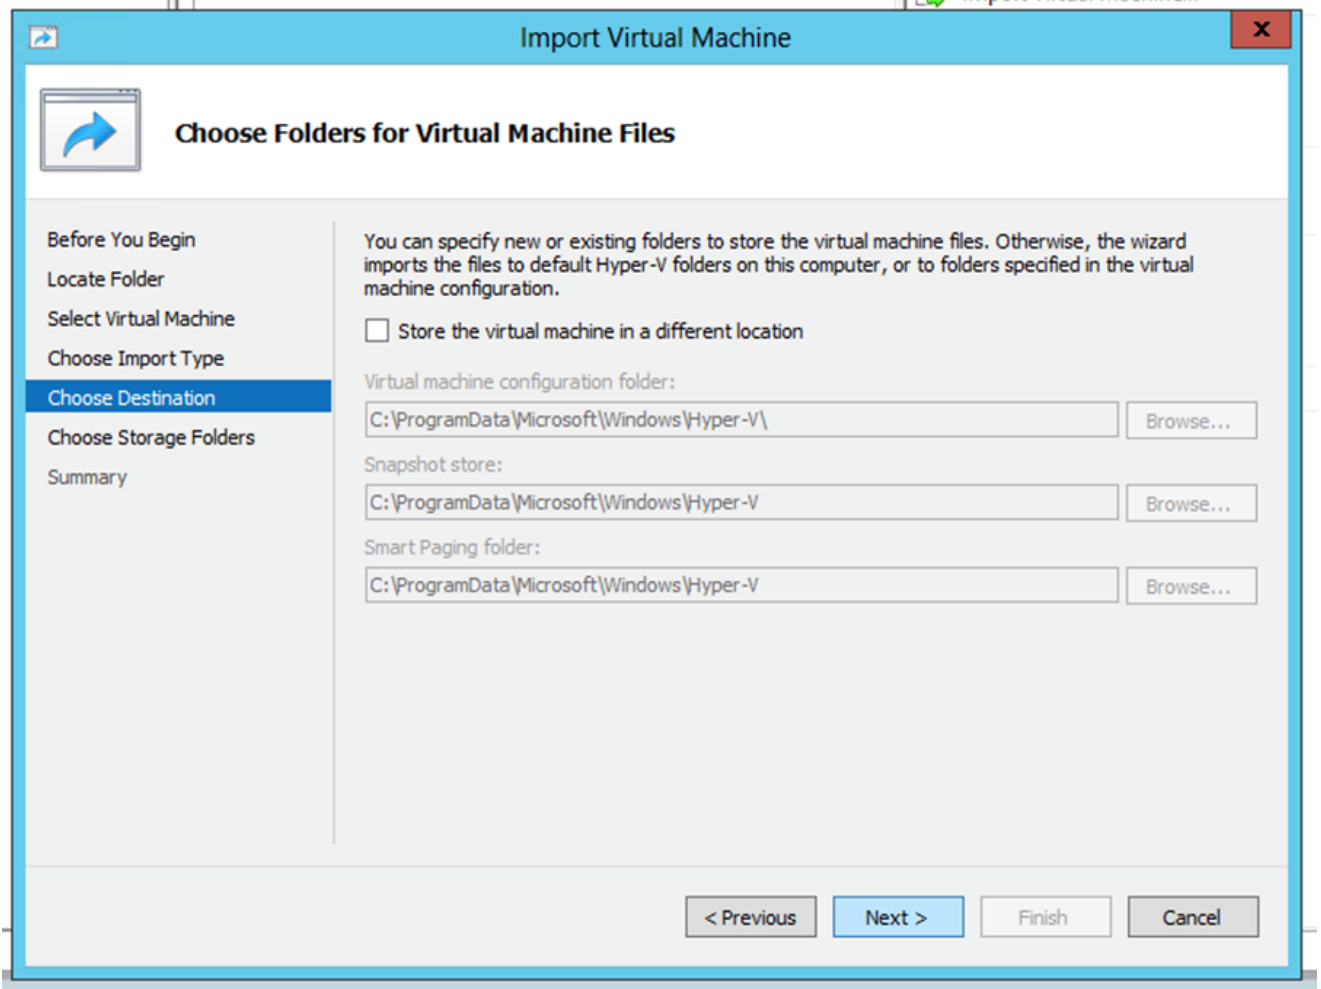 Import Virtual Machine...
Import Virtual Machine
X
Choose Folders for Virtual Machine Files
Before You Begin
Locate Folder
Select Virtual Machine
Choose Import Type
Choose Destination
Choose Storage Folders
Summary
You can specify new or existing folders to store the virtual machine files. Otherwise, the wizard
imports the files to default Hyper-V folders on this computer, or to folders specified in the virtual
machine configuration.
Store the virtual machine in a different location
Virtual machine configuration folder:
C:\ProgramData\Microsoft\Windows\Hyper-V\
Browse...
Snapshot store:
C:\ProgramData\Microsoft\Windows\Hyper-V
Browse...
Smart Paging folder:
C:\ProgramData\Microsoft\Windows\Hyper-V
Browse...
< Previous
Next >
Finish
Cancel